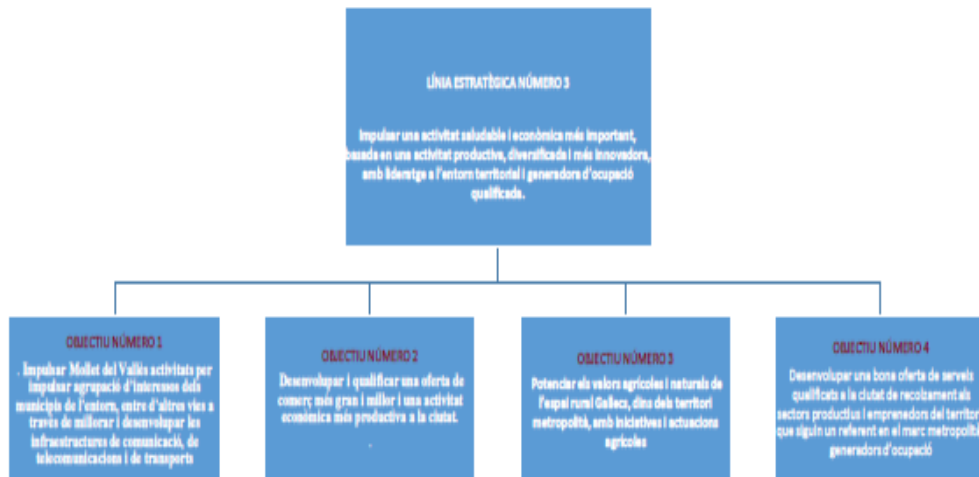 LÍNIA ESTRATÈGICA NÚMERO 3
Impulsar una activitat saludable i econòmica més important,
basada en una activitat productiva, diversificada i més innovadora,
amb lideratge a l'entorn territorial i generadora d'ocupació
qualificada.
OBJECTIU NÚMERO 1
. Impulsar Mollet del Vallès activitats per
impulsar agrupació d'interessos dels
municipis de l'entorn, entre d'altres vies a
través de millorar i desenvolupar les
infraestructures de comunicació, de
telecomunicacions i de transports
OBJECTIU NÚMERO 2
Desenvolupar i qualificar una oferta de
comerç més gran i millor i una activitat
econòmica més productiva a la ciutat.
.
OBJECTIU NÚMERO 3
Potenciar els valors agrícoles i naturals de
l'espai rural Gallecs, dins dels territori
metropolità, amb iniciatives i actuacions
agrícoles
OBJECTIU NÚMERO 4
Desenvolupar una bona oferta de serveis
qualificats a la ciutat de recobament als
sectors productius i emprenedors del territori
que siguin un referent en el marc metropolità
generadors d'ocupació